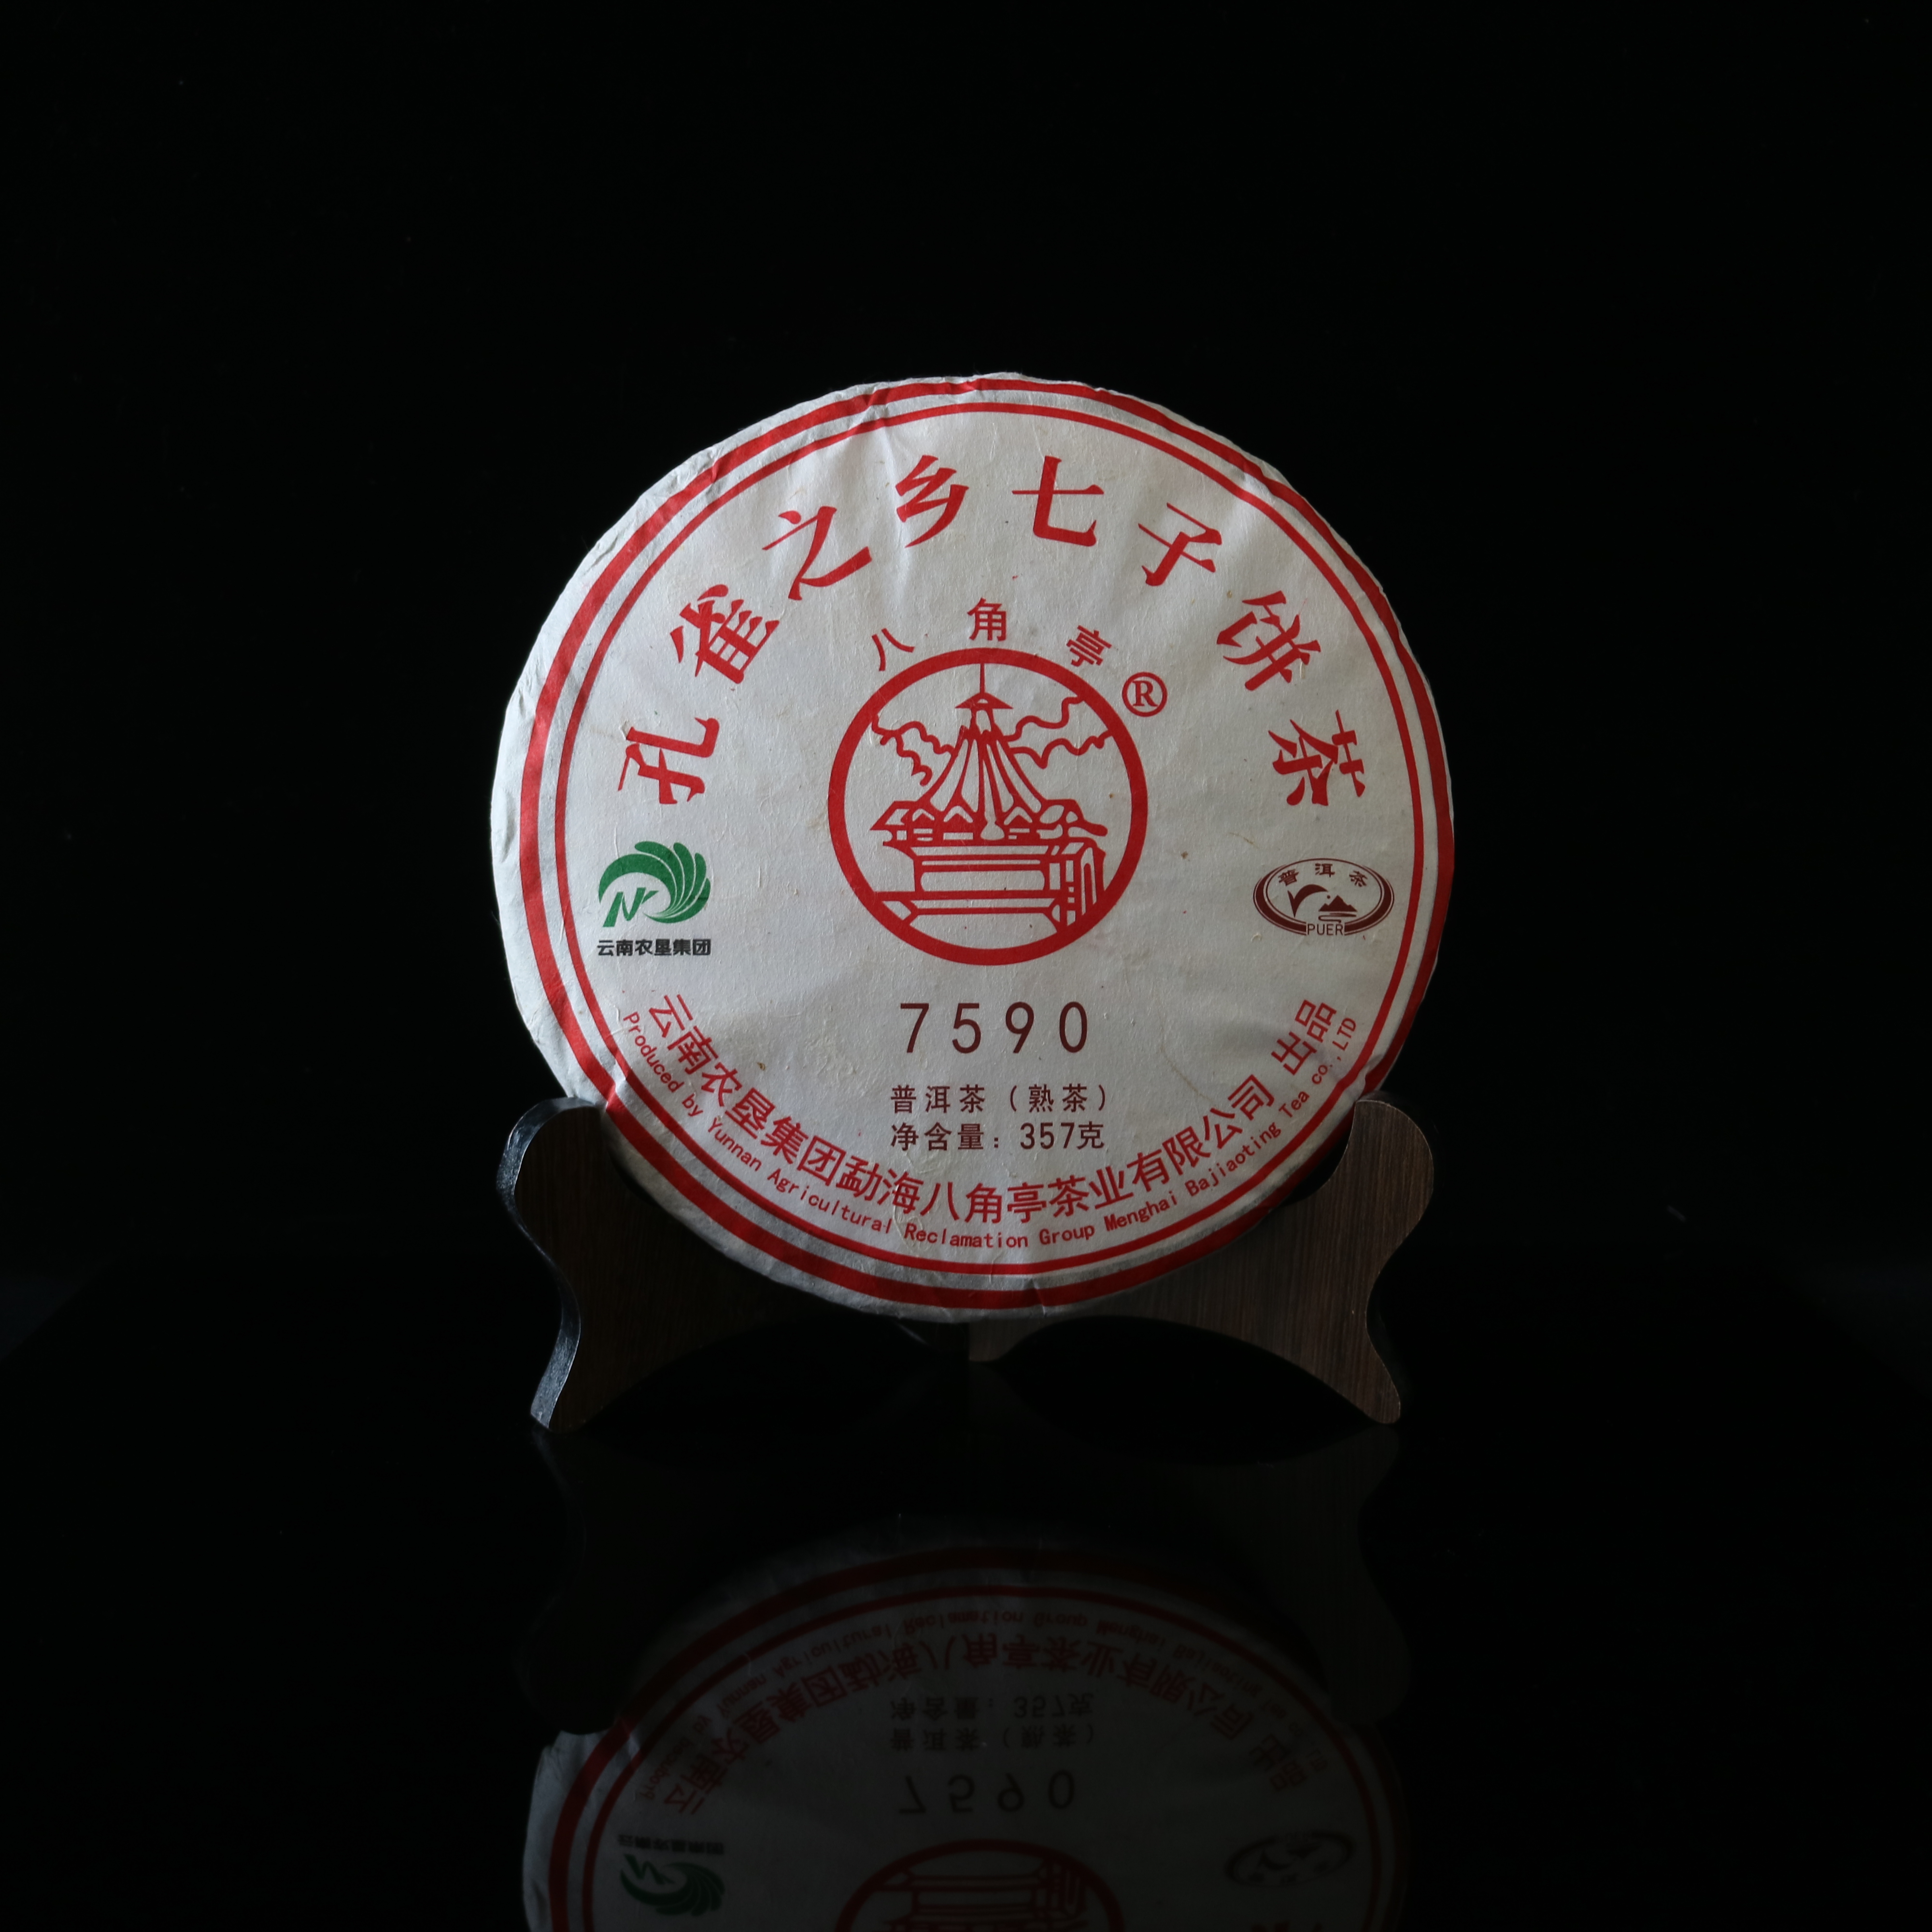 孔雀之乡七子饼茶
八角亭®
NK
云南农垦集团
普洱茶
PUER
7590
普洱茶（熟茶）
净含量：357克
云南农垦集团勐海八角亭茶业有限公司 出品
Produced by Yunnan Agricultural Reclamation Group Menghai Bajiaoting Tea co.,LTD